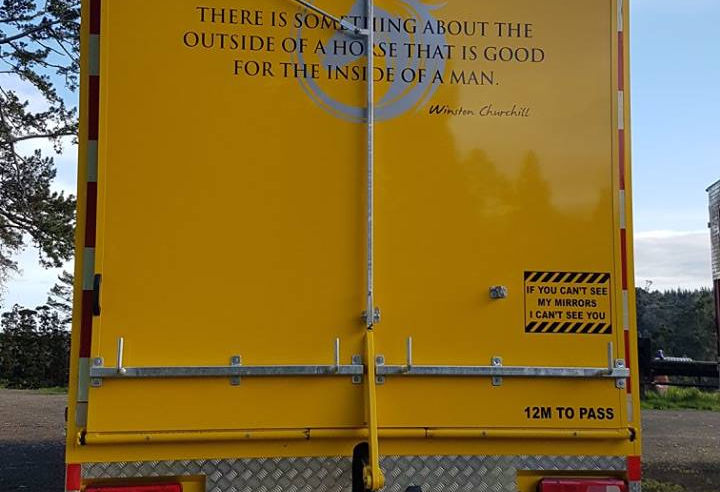 THERE IS SOMETHING ABOUT THE
OUTSIDE OF A HORSE THAT IS GOOD
FOR THE INSIDE OF A MAN.
Winston Churchill
IF YOU CAN'T SEE
MY MIRRORS
I CAN'T SEE YOU
12M TO PASS